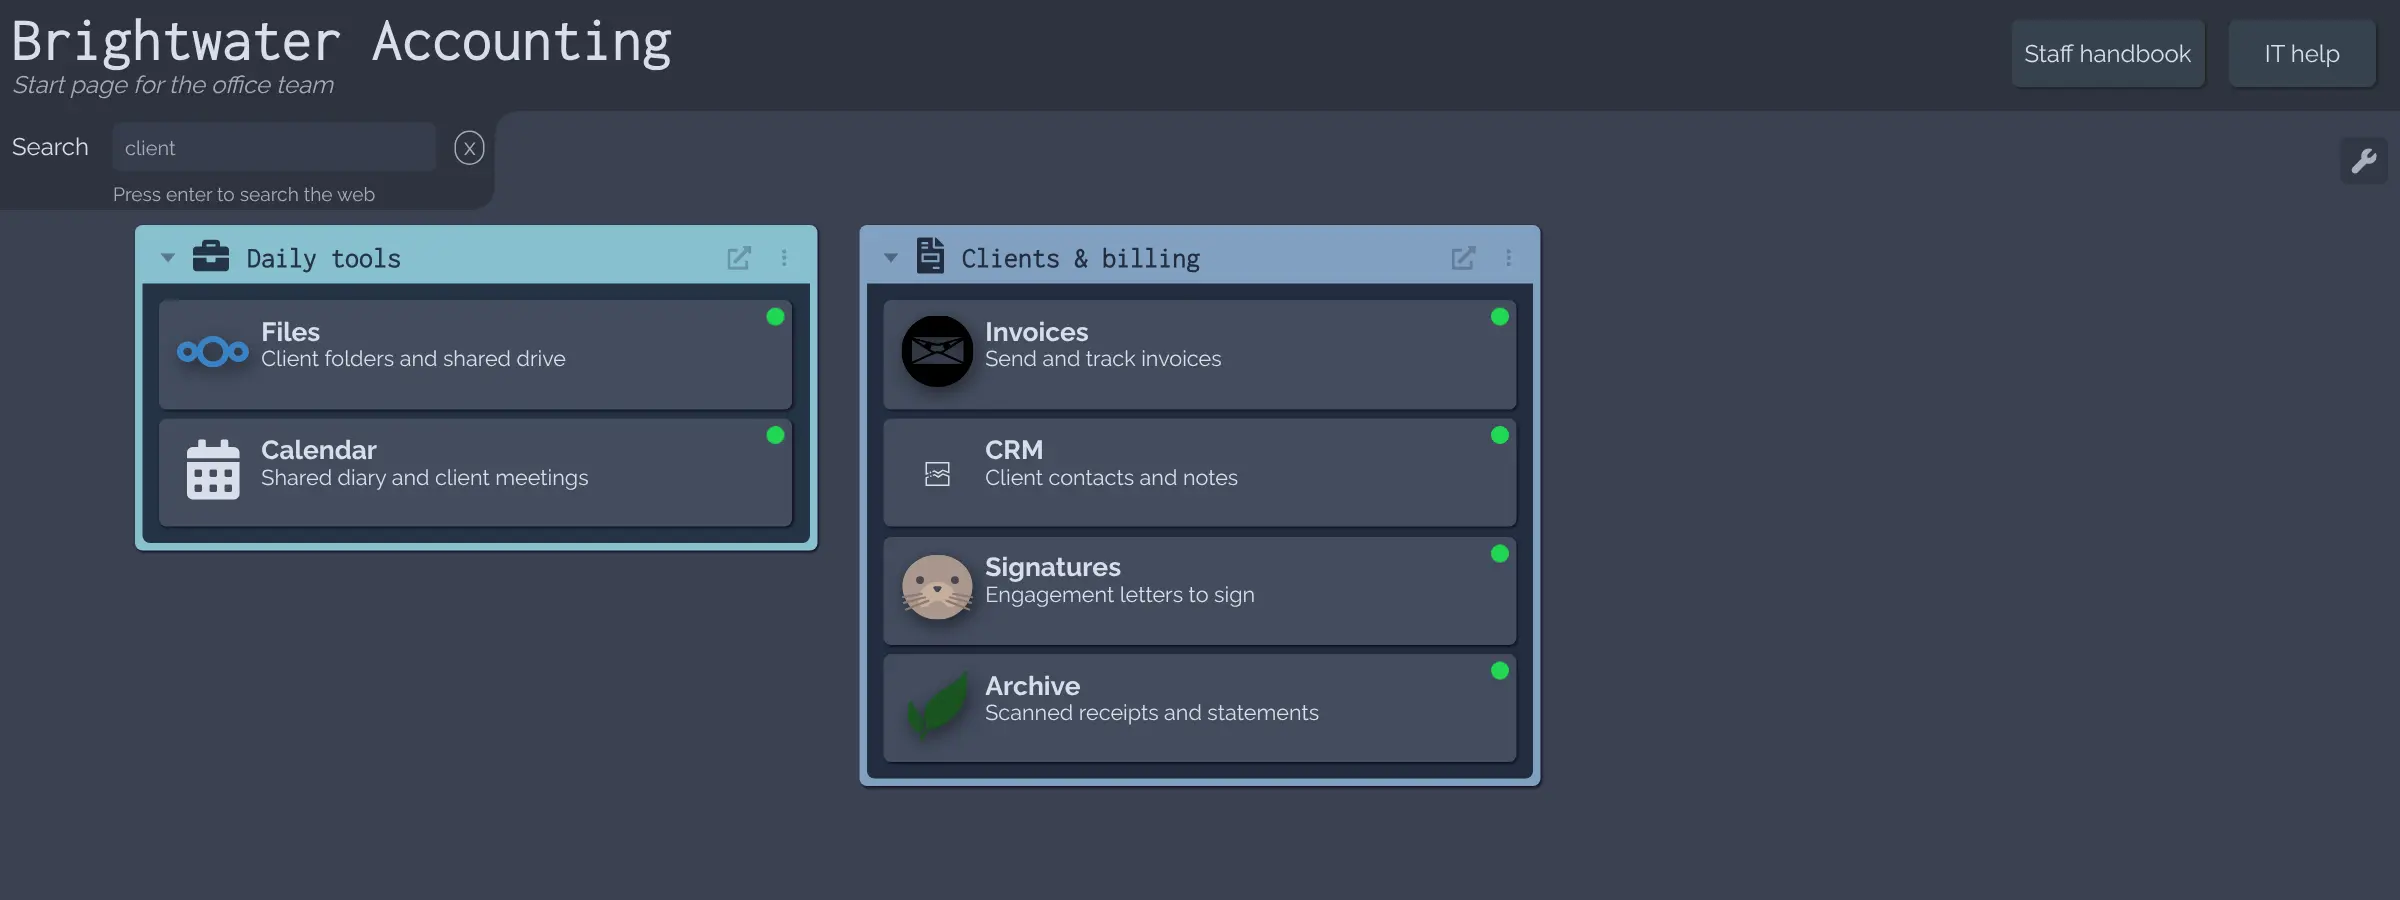 Brightwater Accounting
Start page for the office team
Staff handbook
IT help
Search
client
X
Press enter to search the web
Daily tools
Files
Client folders and shared drive
Calendar
Shared diary and client meetings
Clients & billing
Invoices
Send and track invoices
CRM
Client contacts and notes
Signatures
Engagement letters to sign
Archive
Scanned receipts and statements